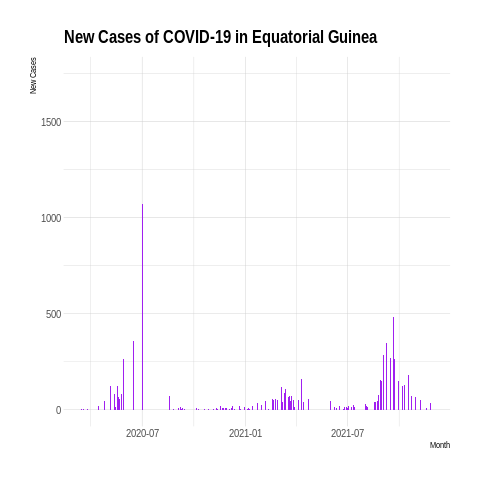 New Cases of COVID-19 in Equatorial Guinea
New Cases
1500
1000
500
0
2020-07
2021-01
2021-07
Month